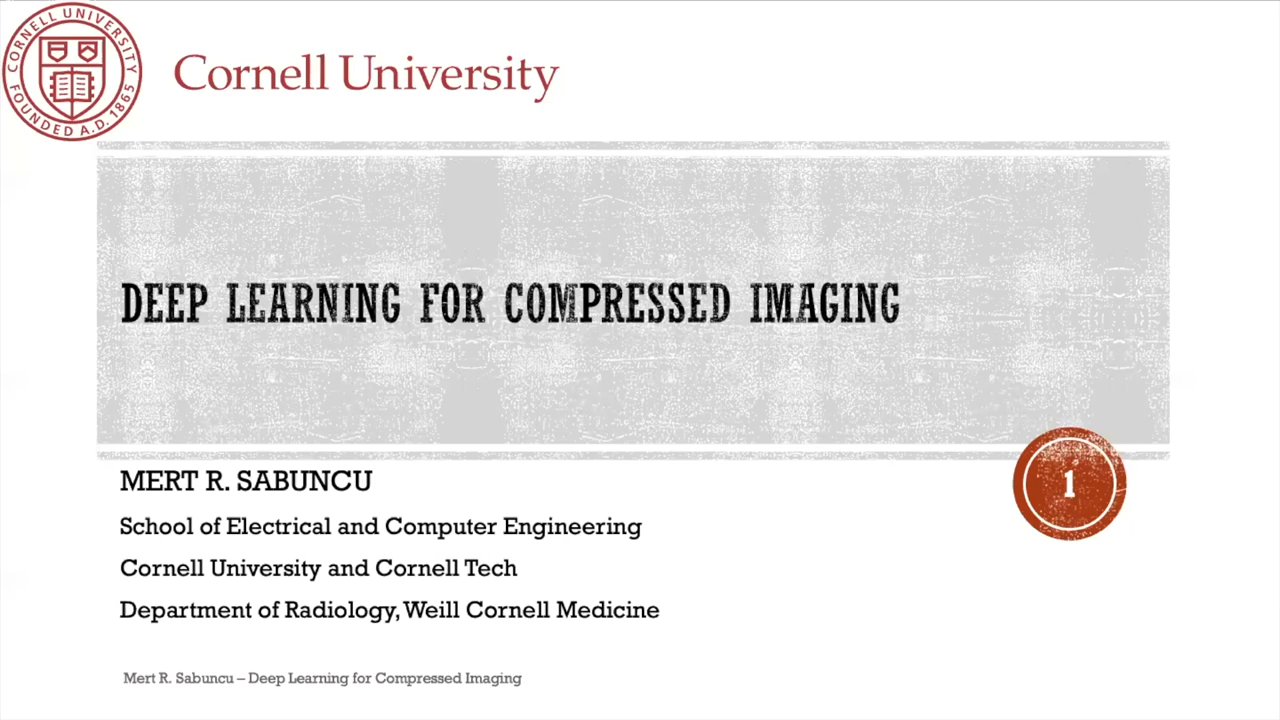 CORNELL UNIVERSITY
FOUNDED A.D. 1865
Cornell University
DEEP LEARNING FOR COMPRESSED IMAGING
MERT R. SABUNCU
1
School of Electrical and Computer Engineering
Cornell University and Cornell Tech
Department of Radiology, Weill Cornell Medicine
Mert R. Sabuncu – Deep Learning for Compressed Imaging